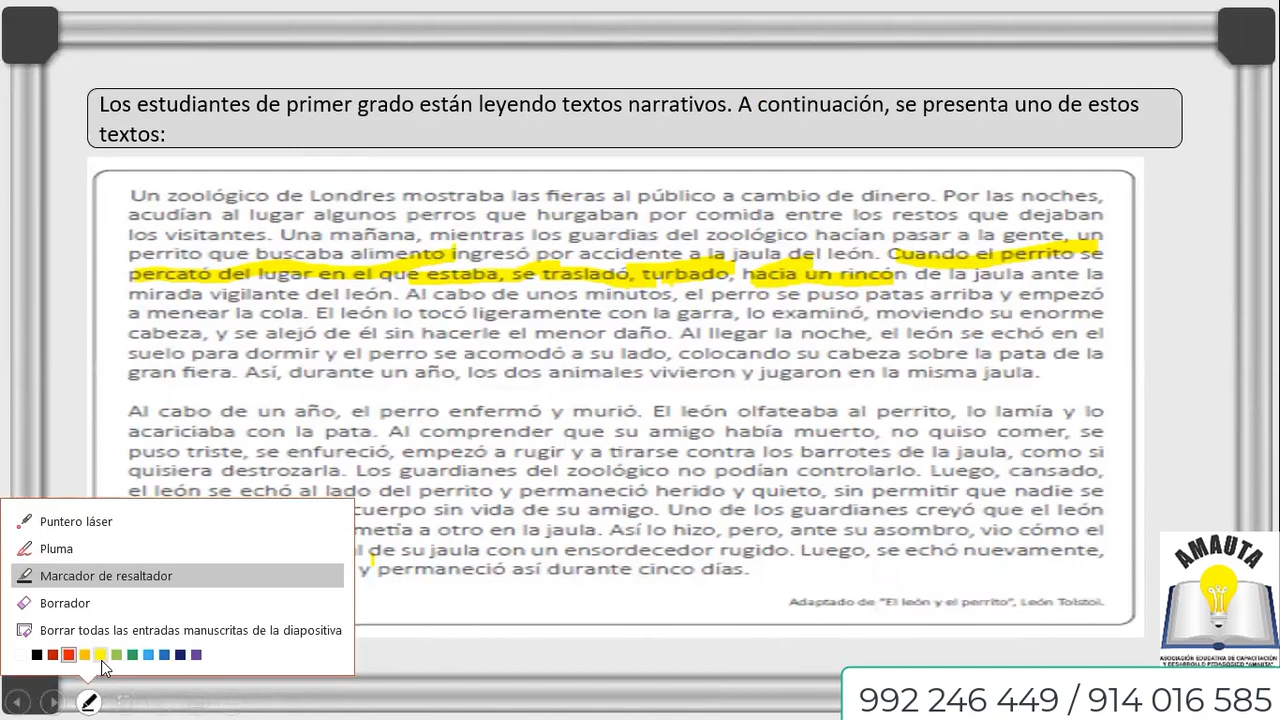 Los estudiantes de primer grado están leyendo textos narrativos. A continuación, se presenta uno de estos
textos:
Un zoológico de Londres mostraba las fieras al público a cambio de dinero. Por las noches,
acudían al lugar algunos perros que hurgaban por comida entre los restos que dejaban
los visitantes. Una mañana, mientras los guardias del zoológico hacían pasar a la gente, un
perrito que buscaba alimento ingresó por accidente a la jaula del león. Cuando el perrito se
percató del lugar en el que estaba, se trasladó, turbado, hacia un rincón de la jaula ante la
mirada vigilante del león. Al cabo de unos minutos, el perro se puso patas arriba y empezó
a menear la cola. El león lo tocó ligeramente con la garra, lo examinó, moviendo su enorme
cabeza, y se alejó de él sin hacerle el menor daño. Al llegar la noche, el león se echó en el
suelo para dormir y el perro se acomodó a su lado, colocando su cabeza sobre la pata de la
gran fiera. Así, durante un año, los dos animales vivieron y jugaron en la misma jaula.
Al cabo de un año, el perro enfermó y murió. El león olfateaba al perrito, lo lamía y lo
acariciaba con la pata. Al comprender que su amigo había muerto, no quiso comer, se
puso triste, se enfureció, empezó a rugir y a tirarse contra los barrotes de la jaula, como si
quisiera destrozarla. Los guardianes del zoológico no podían controlarlo. Luego, cansado,
el león se echó al lado del perrito y permaneció herido y quieto, sin permitir que nadie se
cuerpo sin vida de su amigo. Uno de los guardianes creyó que el león
metía a otro en la jaula. Así lo hizo, pero, ante su asombro, vio cómo el
de su jaula con un ensordecedor rugido. Luego, se echó nuevamente,
y permaneció así durante cinco días.
Adaptado de "El león y el perrito", León Tolstoi.
Puntero láser
Pluma
Marcador de resaltador
Borrador
Borrar todas las entradas manuscritas de la diapositiva
AMAUTA
ASOCIACIÓN EDUCATIVA DE CAPACITACIÓN
Y DESARROLLO PEDAGÓGICO "AMAUTA"
992 246 449 / 914 016 585